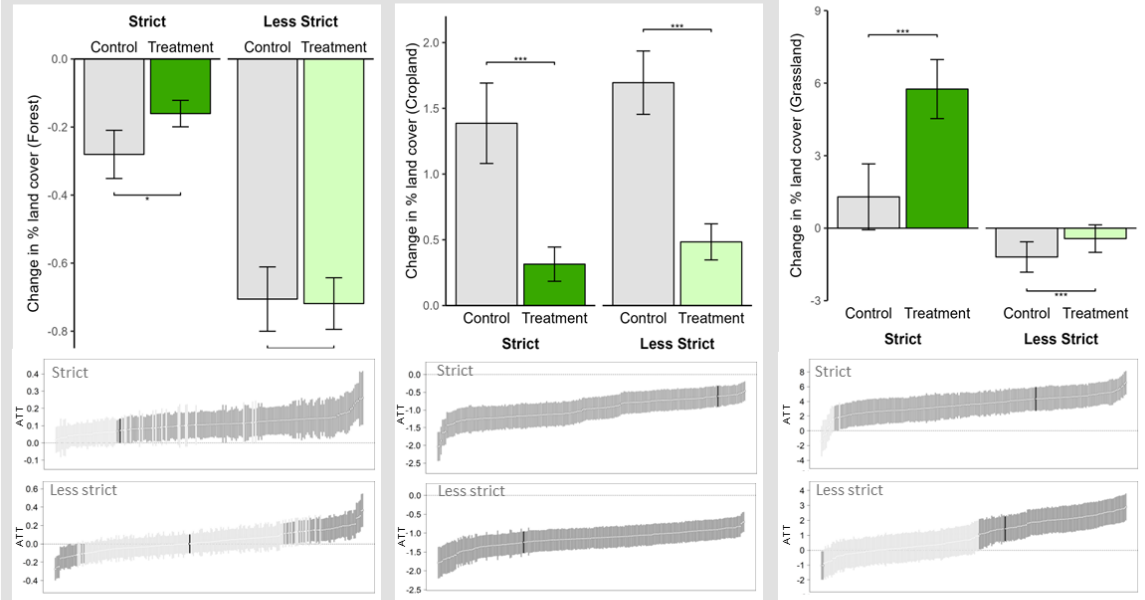 Strict
Less Strict
Control
Treatment
Control
Treatment
Change in % land cover (Forest)
0.0
-0.2
-0.4
-0.6
-0.8
*
Change in % land cover (Cropland)
2.0
1.5
1.0
0.5
0.0
***
***
Control
Treatment
Control
Treatment
Strict
Less Strict
Change in % land cover (Grassland)
9
6
3
0
-3
***
***
Control
Treatment
Control
Treatment
Strict
Less Strict
Strict
ATT
0.4
0.3
0.2
0.1
0.0
-0.1
Strict
ATT
0.0
-0.5
-1.0
-1.5
-2.0
-2.5
Strict
ATT
8
6
4
2
0
-2
-4
Less strict
ATT
0.6
0.4
0.2
0.0
-0.2
-0.4
Less strict
ATT
0.0
-0.5
-1.0
-1.5
-2.0
-2.5
Less strict
ATT
4
3
2
1
0
-1
-2